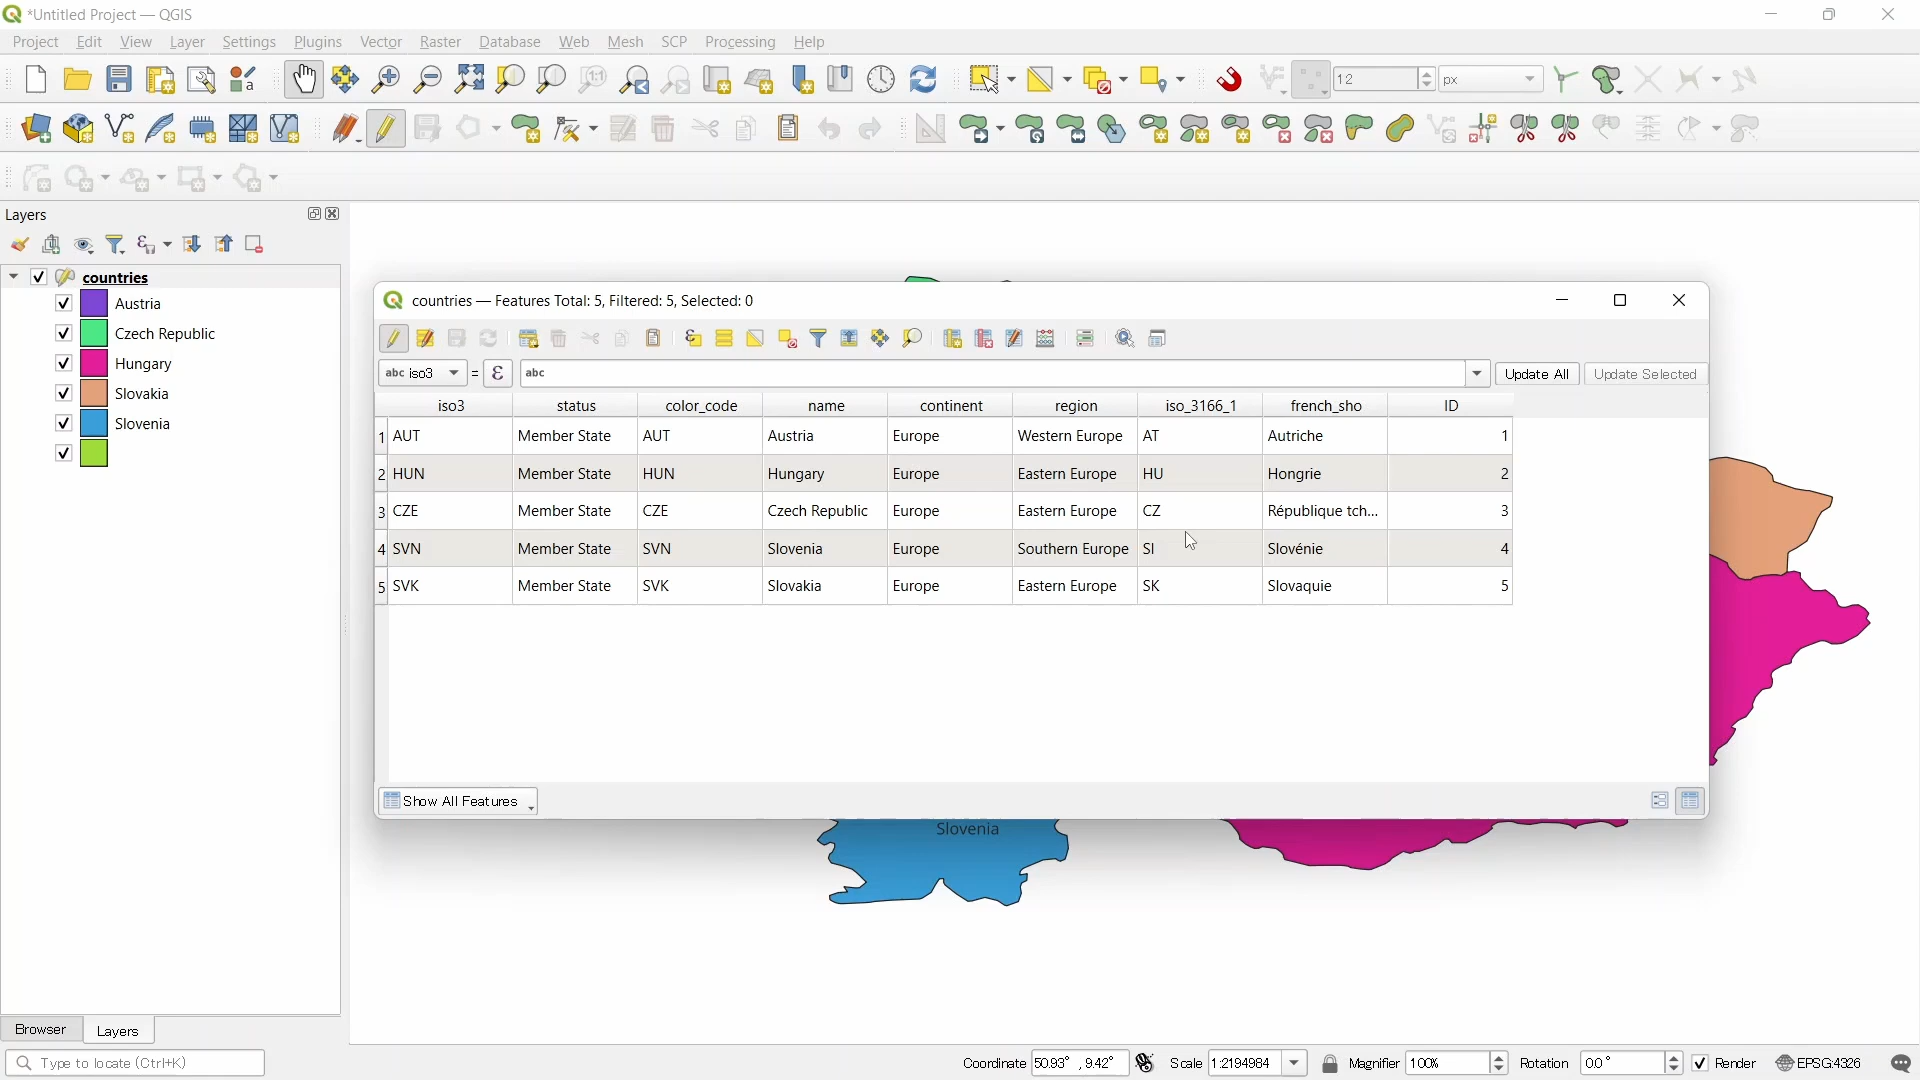 *Untitled Project — QGIS
Project Edit View Layer Settings Plugins Vector Raster Database Web Mesh SCP Processing Help
12 px
Layers
countries
Austria
Czech Republic
Hungary
Slovakia
Slovenia
countries — Features Total: 5, Filtered: 5, Selected: 0
abc iso3 = ε abc Update All Update Selected
iso3 status color_code name continent region iso_3166_1 french_sho ID
1 AUT Member State AUT Austria Europe Western Europe AT Autriche 1
2 HUN Member State HUN Hungary Europe Eastern Europe HU Hongrie 2
3 CZE Member State CZE Czech Republic Europe Eastern Europe CZ République tch... 3
4 SVN Member State SVN Slovenia Europe Southern Europe SI Slovénie 4
5 SVK Member State SVK Slovakia Europe Eastern Europe SK Slovaquie 5
Show All Features
Slovenia
Browser Layers
Type to locate (Ctrl+K) Coordinate 50.93° , 9.42° Scale 1:2194984 Magnifier 100% Rotation 0.0 ° Render EPSG:4326